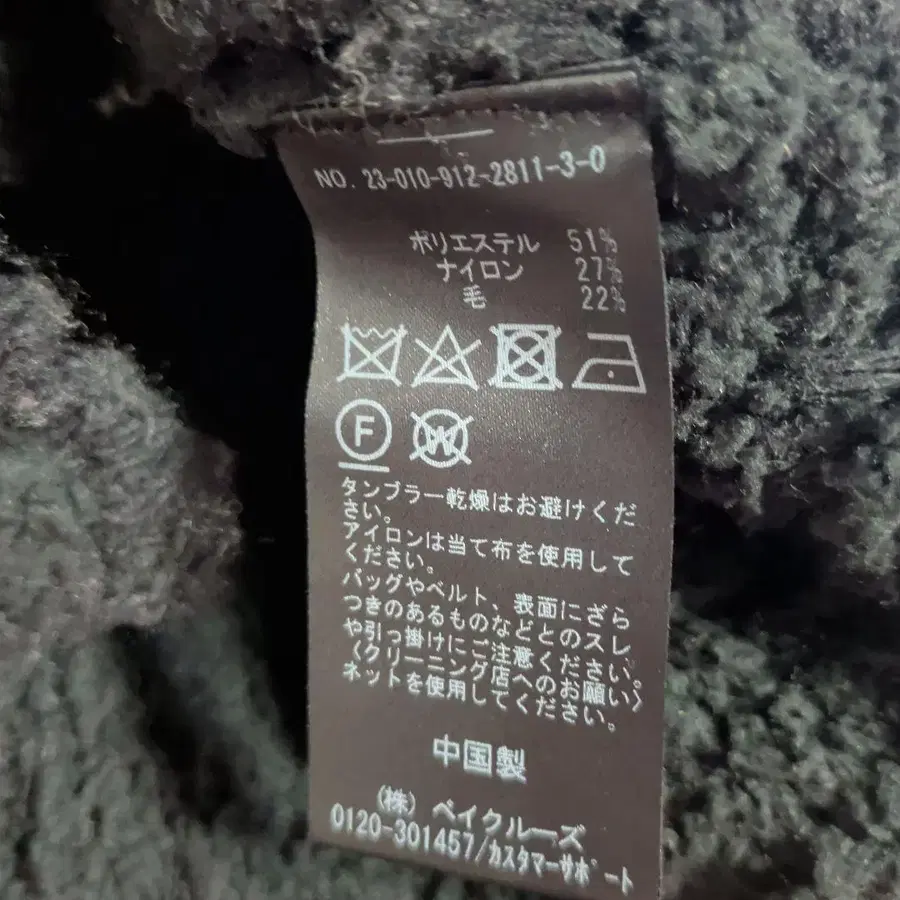 NO. 23-010-912-2811-3-0
ポリエステル 51%
ナイロン 27%
毛 22%
F W
タンブラー乾燥はお避けくだ
さい。
アイロンは当て布を使用して
ください。
バッグやベルト、表面にざら
つきのあるものなどとのスレ
や引っ掛けにご注意ください。
〈クリーニング店へのお願い〉
ネットを使用してください。
中国製
(株) ベイクルーズ
0120-301457/カスタマーサポート